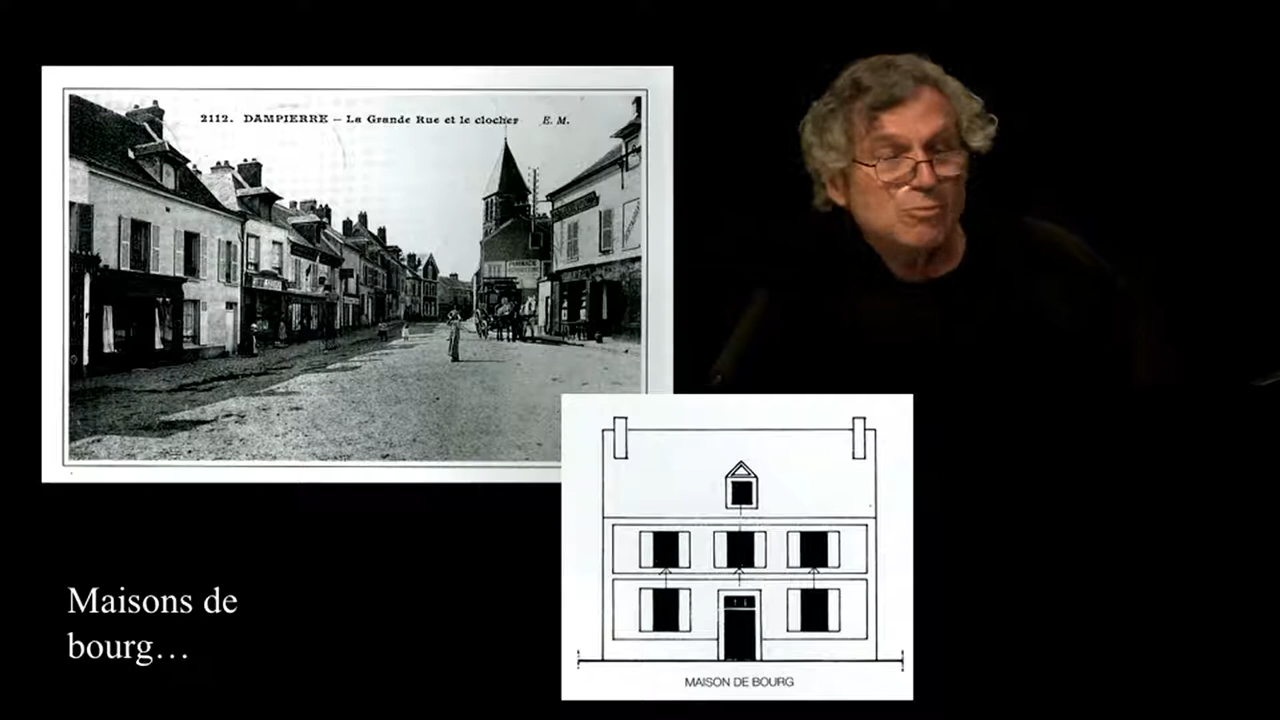 2112. DAMPIERRE — La Grande Rue et le clocher E. M.
Maisons de
bourg…
MAISON DE BOURG